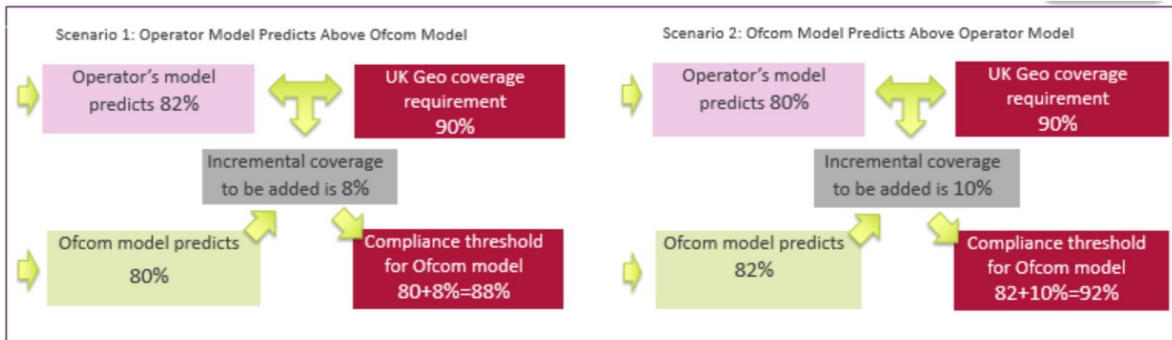 Scenario 1: Operator Model Predicts Above Ofcom Model
Operator's model
predicts 82%
UK Geo coverage
requirement
90%
Incremental coverage
to be added is 8%
Ofcom model predicts
80%
Compliance threshold
for Ofcom model
80+8%=88%
Scenario 2: Ofcom Model Predicts Above Operator Model
Operator's model
predicts 80%
UK Geo coverage
requirement
90%
Incremental coverage
to be added is 10%
Ofcom model predicts
82%
Compliance threshold
for Ofcom model
82+10%=92%